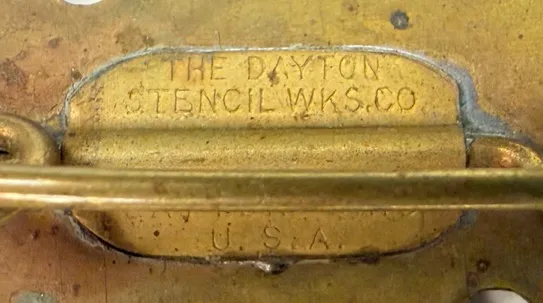 THE DAYTON
STENCIL WKS.CO
U.S.A.